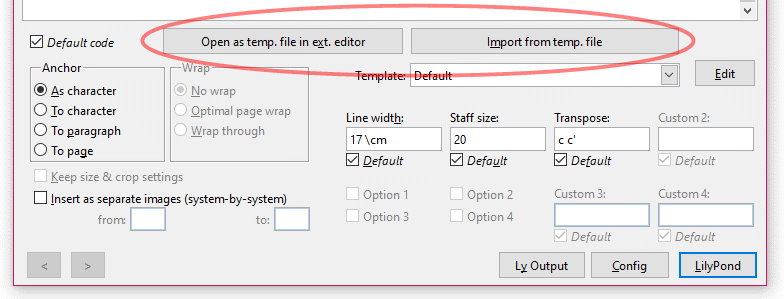 Default code
Open as temp. file in ext. editor
Import from temp. file
Anchor
As character
To character
To paragraph
To page
Wrap
No wrap
Optimal page wrap
Wrap through
Template:
Default
Edit
Line width:
17 \cm
Default
Staff size:
20
Default
Transpose:
c c'
Default
Custom 2:
Keep size & crop settings
Insert as separate images (system-by-system)
from:
to:
Option 1
Option 2
Option 3
Option 4
Custom 3:
Default
Custom 4:
Default
<
>
Ly Output
Config
LilyPond